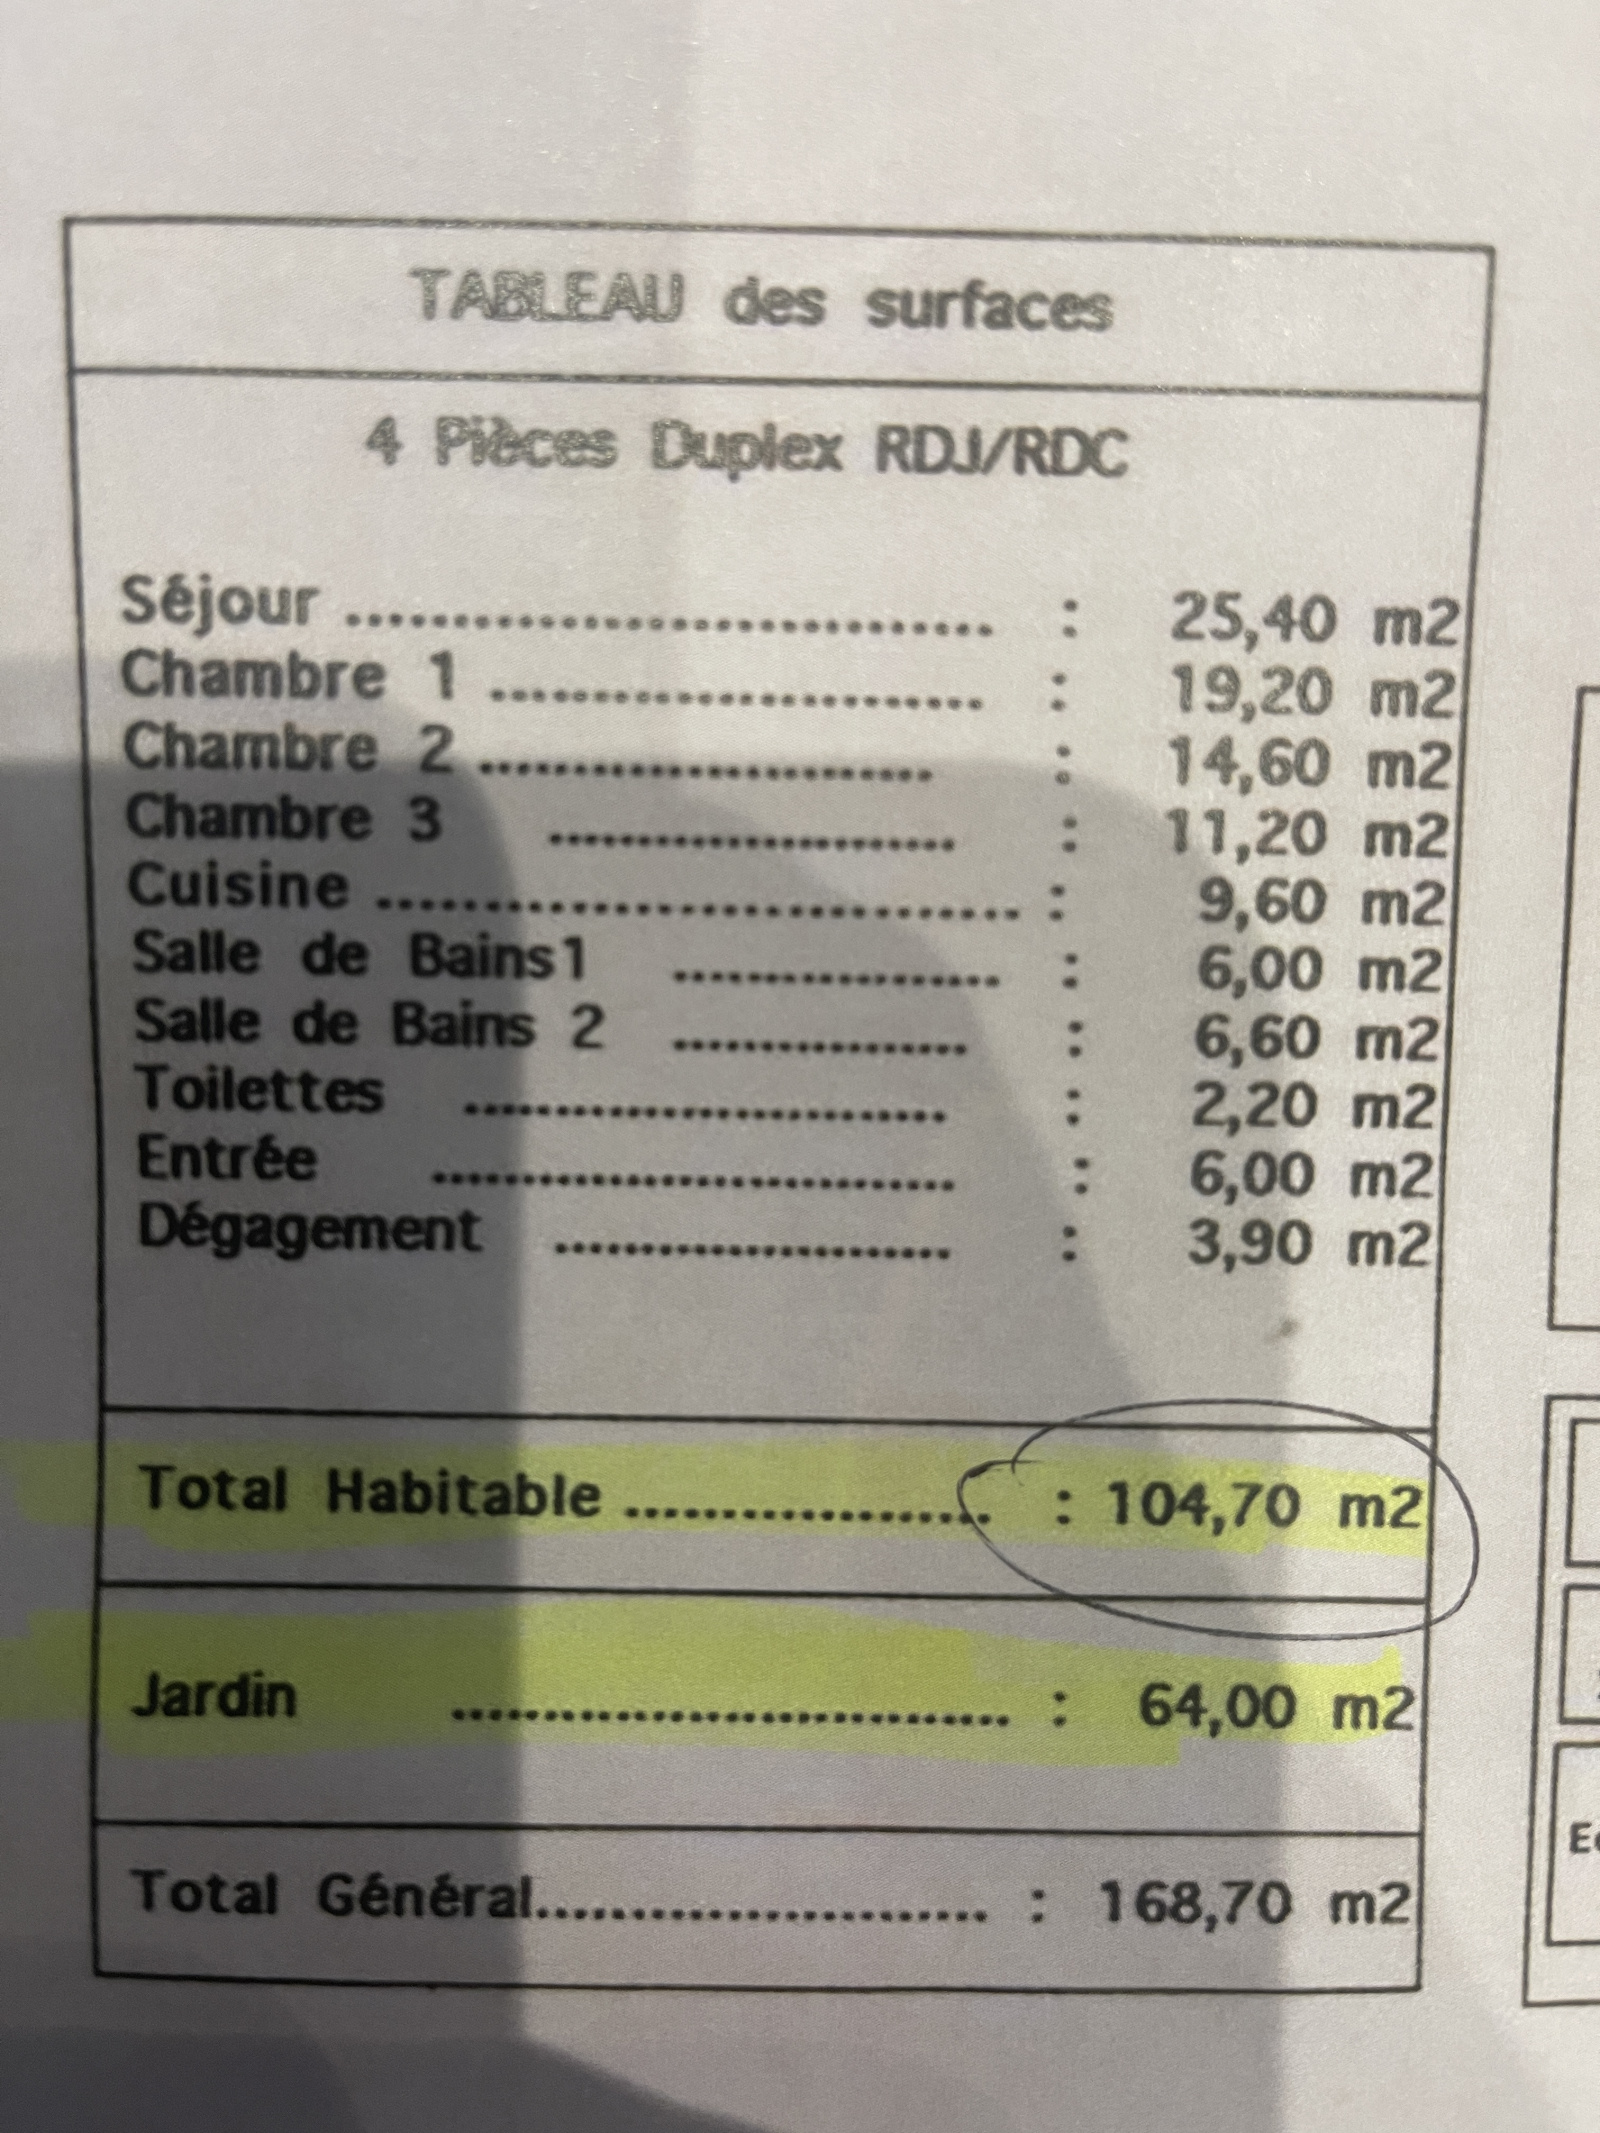 TABLEAU des surfaces
4 Pièces Duplex RDJ/RDC
Séjour .................................... : 25,40 m2
Chambre 1 ........................... : 19,20 m2
Chambre 2 ......................... : 14,60 m2
Chambre 3 ...................... : 11,20 m2
Cuisine .................................... : 9,60 m2
Salle de Bains1 .................. : 6,00 m2
Salle de Bains 2 ................ : 6,60 m2
Toilettes .......................... : 2,20 m2
Entrée ............................. : 6,00 m2
Dégagement ...................... : 3,90 m2
Total Habitable .................... : 104,70 m2
Jardin ............................... : 64,00 m2
Total Général......................... : 168,70 m2